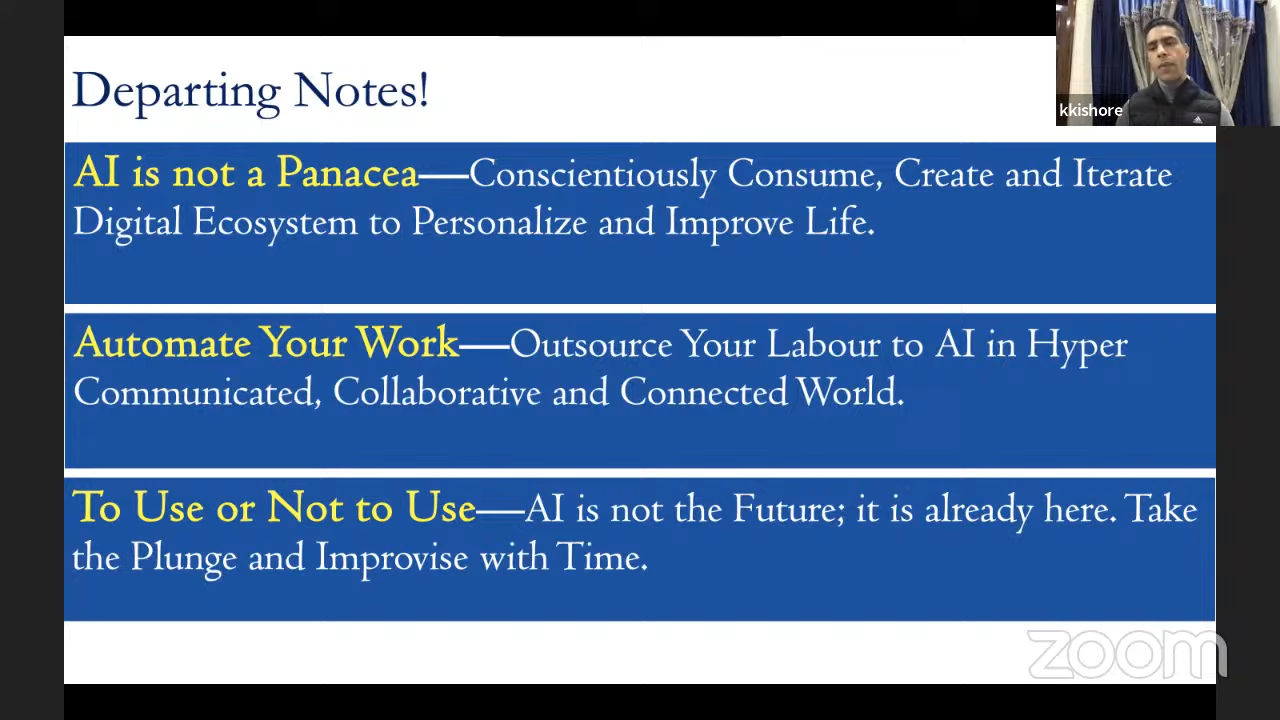 Departing Notes!
kkishore
AI is not a Panacea—Conscientiously Consume, Create and Iterate
Digital Ecosystem to Personalize and Improve Life.
Automate Your Work—Outsource Your Labour to AI in Hyper
Communicated, Collaborative and Connected World.
To Use or Not to Use—AI is not the Future; it is already here. Take
the Plunge and Improvise with Time.
zoom